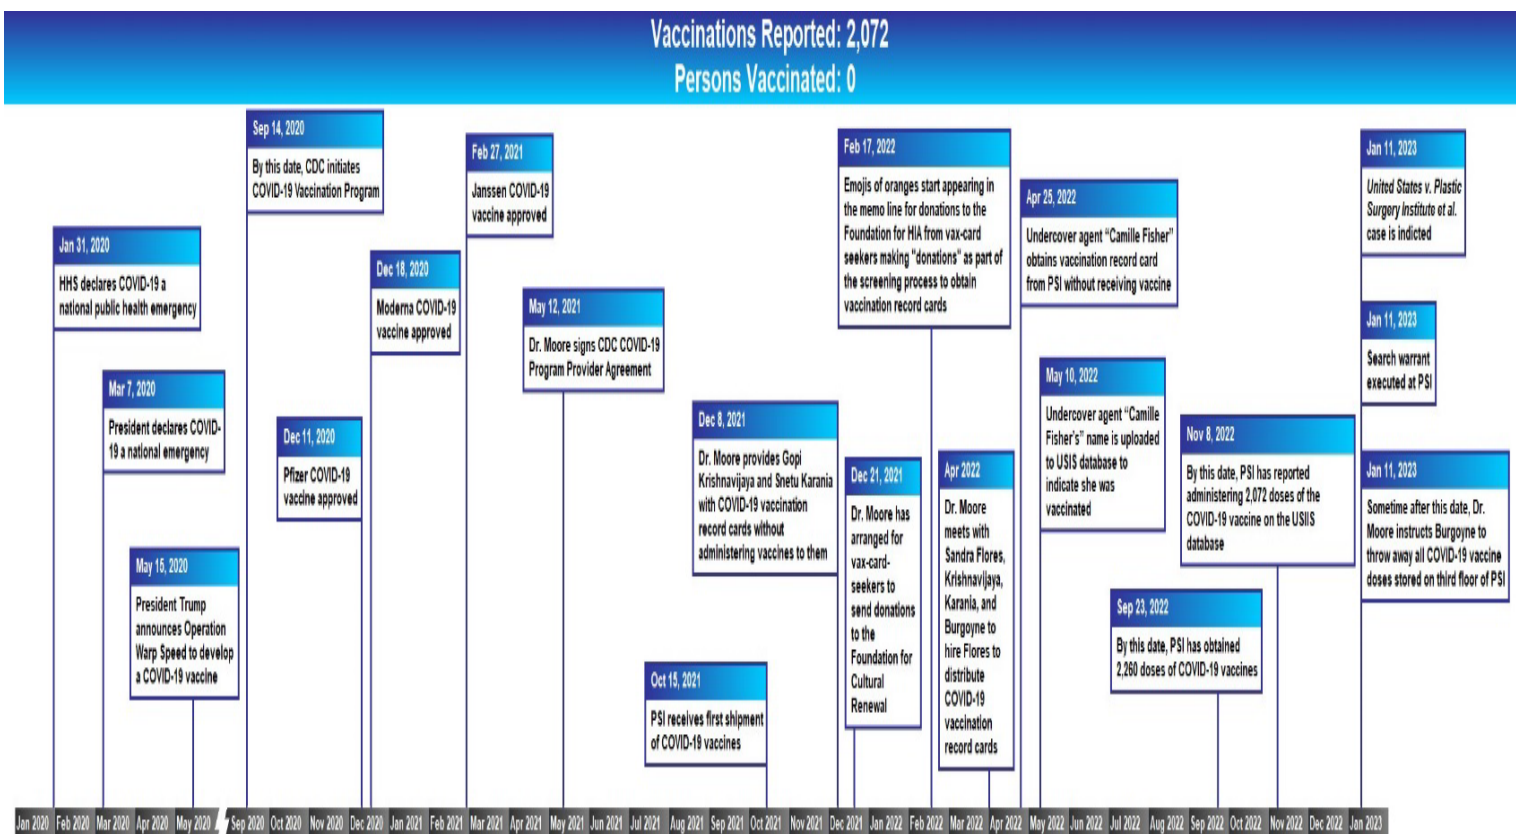 Vaccinations Reported: 2,072
Persons Vaccinated: 0
Jan 31, 2020
HHS declares COVID-19 a
national public health emergency
Mar 7, 2020
President declares COVID-
19 a national emergency
May 15, 2020
President Trump
announces Operation
Warp Speed to develop
a COVID-19 vaccine
Sep 14, 2020
By this date, CDC initiates
COVID-19 Vaccination Program
Dec 11, 2020
Pfizer COVID-19
vaccine approved
Dec 18, 2020
Moderna COVID-19
vaccine approved
Feb 27, 2021
Janssen COVID-19
vaccine approved
May 12, 2021
Dr. Moore signs CDC COVID-19
Program Provider Agreement
Oct 15, 2021
PSI receives first shipment
of COVID-19 vaccines
Dec 8, 2021
Dr. Moore provides Gopi
Krishnavijaya and Snetu Karania
with COVID-19 vaccination
record cards without
administering vaccines to them
Dec 21, 2021
Dr. Moore has
arranged for
vax-card-
seekers to
send donations
to the
Foundation for
Cultural
Renewal
Feb 17, 2022
Emojis of oranges start appearing in
the memo line for donations to the
Foundation for HIA from vax-card
seekers making "donations" as part of
the screening process to obtain
vaccination record cards
Apr 2022
Dr. Moore
meets with
Sandra Flores,
Krishnavijaya,
Karania, and
Burgoyne to
hire Flores to
distribute
COVID-19
vaccination
record cards
Apr 25, 2022
Undercover agent “Camille Fisher”
obtains vaccination record card
from PSI without receiving vaccine
May 10, 2022
Undercover agent “Camille
Fisher’s” name is uploaded
to USIS database to
indicate she was
vaccinated
Sep 23, 2022
By this date, PSI has obtained
2,260 doses of COVID-19 vaccines
Nov 8, 2022
By this date, PSI has reported
administering 2,072 doses of the
COVID-19 vaccine on the USIIS
database
Jan 11, 2023
United States v. Plastic
Surgery Institute et al.
case is indicted
Jan 11, 2023
Search warrant
executed at PSI
Jan 11, 2023
Sometime after this date, Dr.
Moore instructs Burgoyne to
throw away all COVID-19 vaccine
doses stored on third floor of PSI
Jan 2020 Feb 2020 Mar 2020 Apr 2020 May 2020 Sep 2020 Oct 2020 Nov 2020 Dec 2020 Jan 2021 Feb 2021 Mar 2021 Apr 2021 May 2021 Jun 2021 Jul 2021 Aug 2021 Sep 2021 Oct 2021 Nov 2021 Dec 2021 Jan 2022 Feb 2022 Mar 2022 Apr 2022 May 2022 Jun 2022 Jul 2022 Aug 2022 Sep 2022 Oct 2022 Nov 2022 Dec 2022 Jan 2023